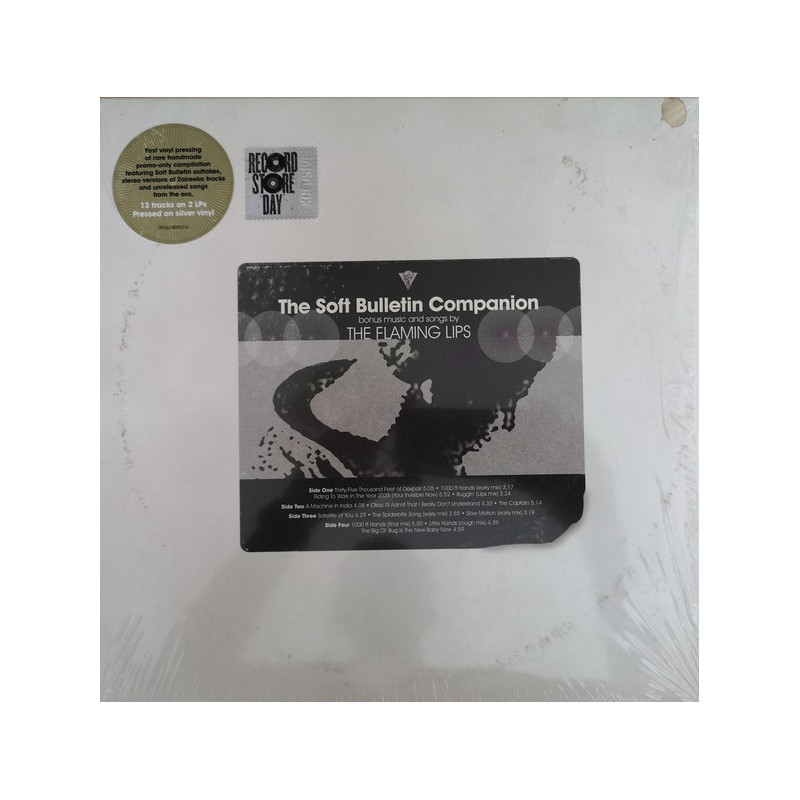 First vinyl pressing
of rare handmade
promo-only compilation
featuring Soft Bulletin outtakes,
stereo versions of Zaireeka tracks
and unreleased songs
from the era.
13 tracks on 2 LPs
Pressed on silver vinyl
RECORD
STORE
DAY
The Soft Bulletin Companion
bonus music and songs by
THE FLAMING LIPS
Side One Thirty-Five Thousand Feet of Despair 5.05 • 1000 ft Hands (early mix) 3.17
Riding To Work In The Year 2025 (Your Invisible Now) 5.52 • Buggin' (Lips mix) 3.24
Side Two A Machine in India 4.08 • Okay I'll Admit That I Really Don't Understand 4.33 • The Captain 5.14
Side Three Satellite of You 4.29 • The Spiderbite Song (early mix) 3.55 • Slow Motion (early mix) 3.19
Side Four 1000 ft Hands (final mix) 5.50 • Little Hands (rough mix) 4.39
The Big Ol' Bug Is The New Baby Now 4.59